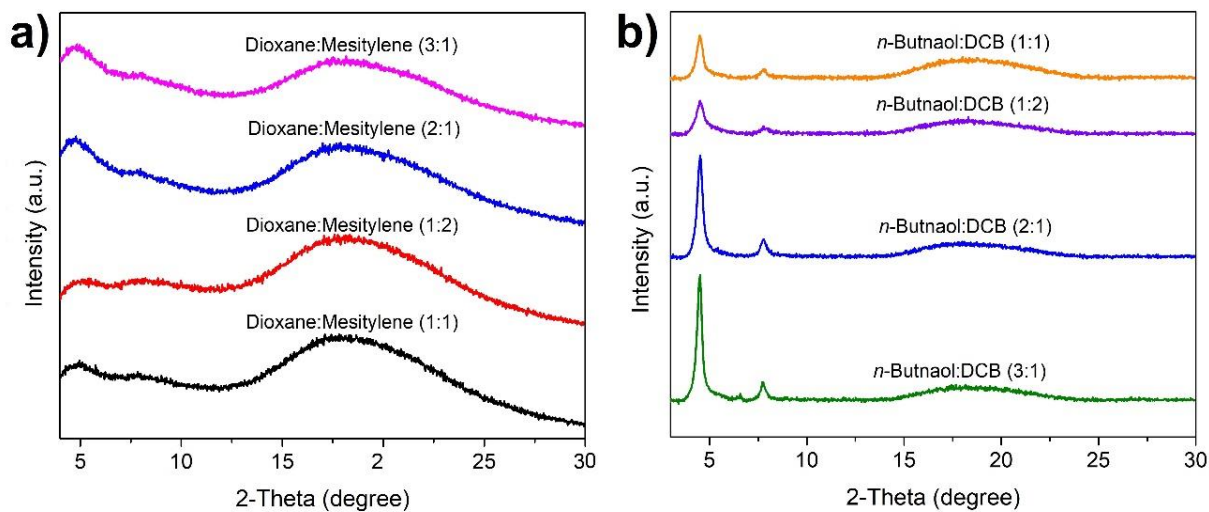 a)
Dioxane:Mesitylene (3:1)
Dioxane:Mesitylene (2:1)
Dioxane:Mesitylene (1:2)
Dioxane:Mesitylene (1:1)
Intensity (a.u.)
5 10 15 2 25 30
2-Theta (degree)
b)
n-Butnaol:DCB (1:1)
n-Butnaol:DCB (1:2)
n-Butnaol:DCB (2:1)
n-Butnaol:DCB (3:1)
Intensity (a.u.)
5 10 15 20 25 30
2-Theta (degree)